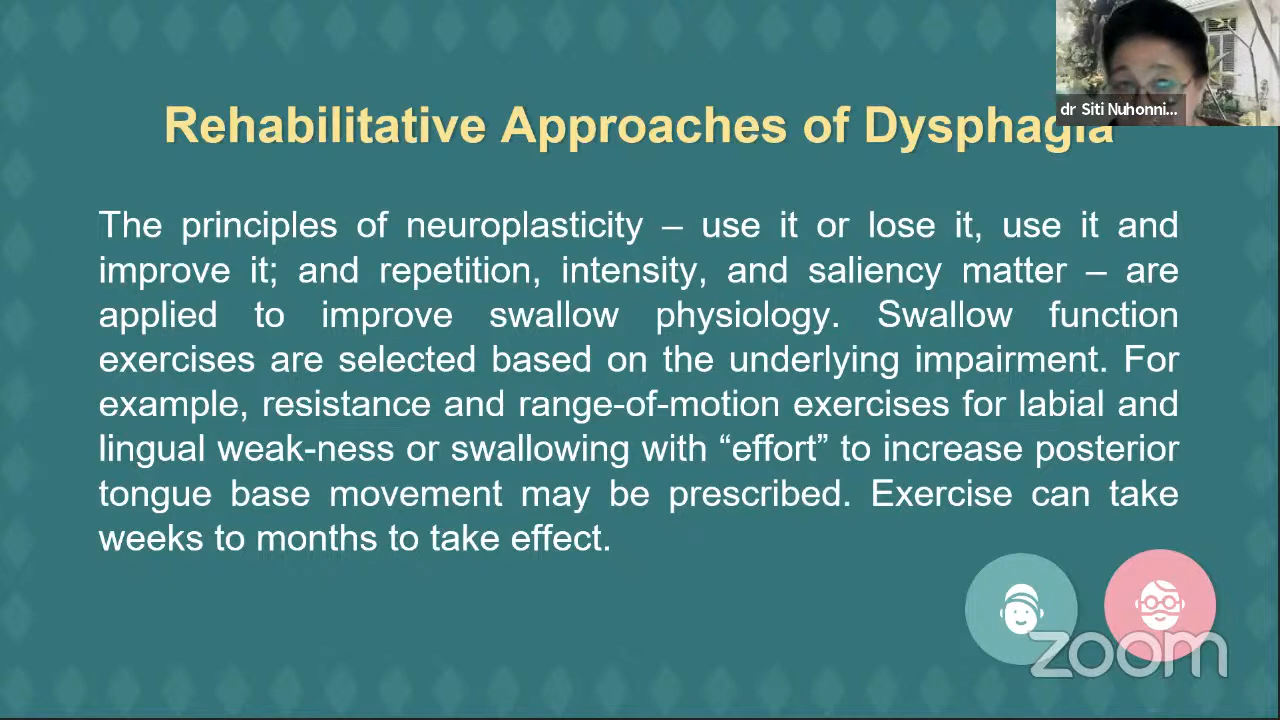 dr Siti Nuhonni...
Rehabilitative Approaches of Dysphagia
The principles of neuroplasticity – use it or lose it, use it and
improve it; and repetition, intensity, and saliency matter – are
applied to improve swallow physiology. Swallow function
exercises are selected based on the underlying impairment. For
example, resistance and range-of-motion exercises for labial and
lingual weak-ness or swallowing with “effort” to increase posterior
tongue base movement may be prescribed. Exercise can take
weeks to months to take effect.
zoom